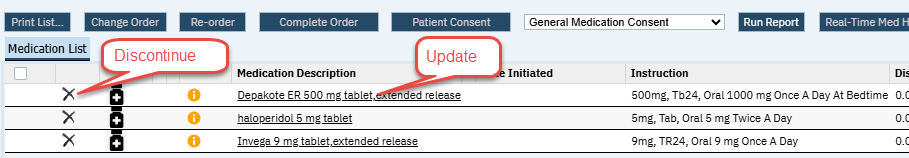 Print List... Change Order Re-order Complete Order Patient Consent General Medication Consent Run Report Real-Time Med H
Medication List
Discontinue Update
Medication Description e Initiated Instruction Dis
Depakote ER 500 mg tablet,extended release 500mg, Tb24, Oral 1000 mg Once A Day At Bedtime 0.0
haloperidol 5 mg tablet 5mg, Tab, Oral 5 mg Twice A Day 0.0
Invega 9 mg tablet,extended release 9mg, TR24, Oral 9 mg Once A Day 0.0